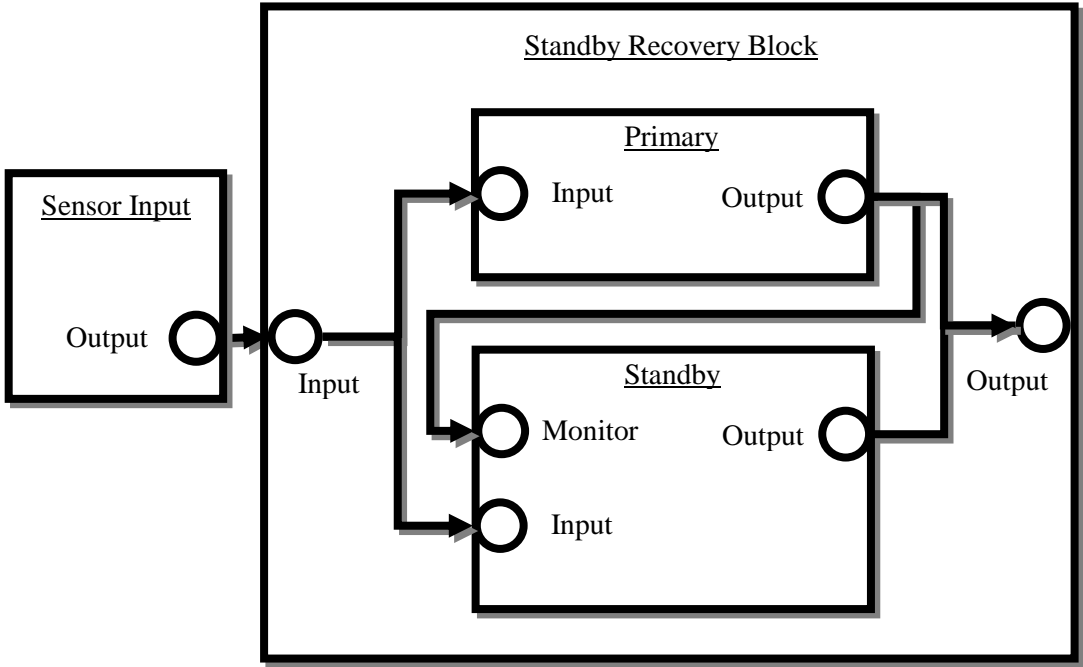 Standby Recovery Block
Primary
Input
Output
Sensor Input
Output
Input
Standby
Monitor
Output
Input
Output